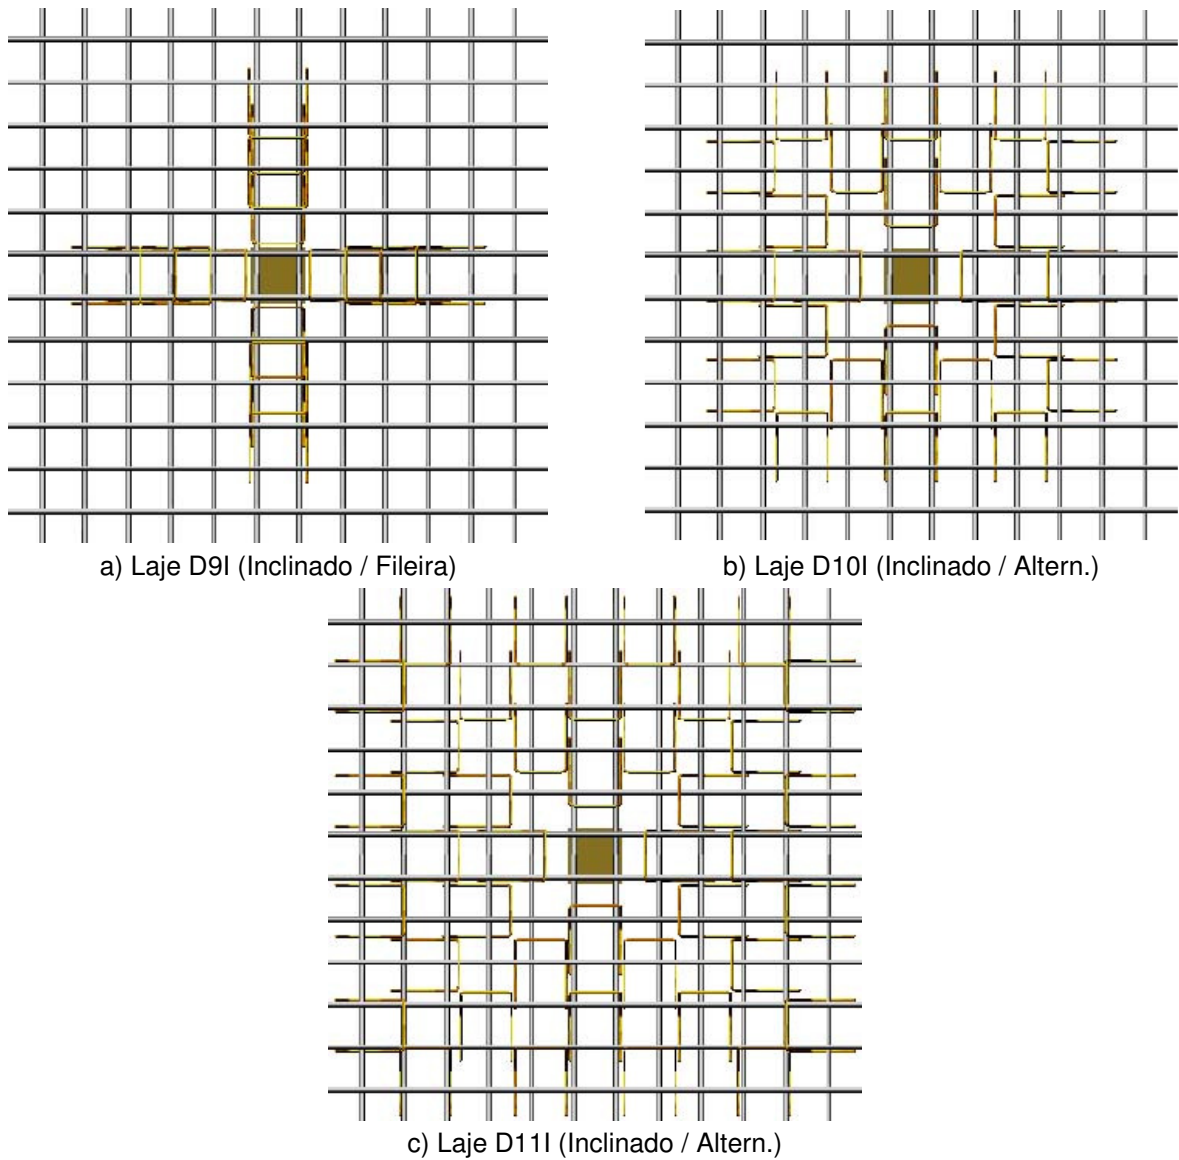 a) Laje D9I (Inclinado / Fileira)
b) Laje D10I (Inclinado / Altern.)
c) Laje D11I (Inclinado / Altern.)